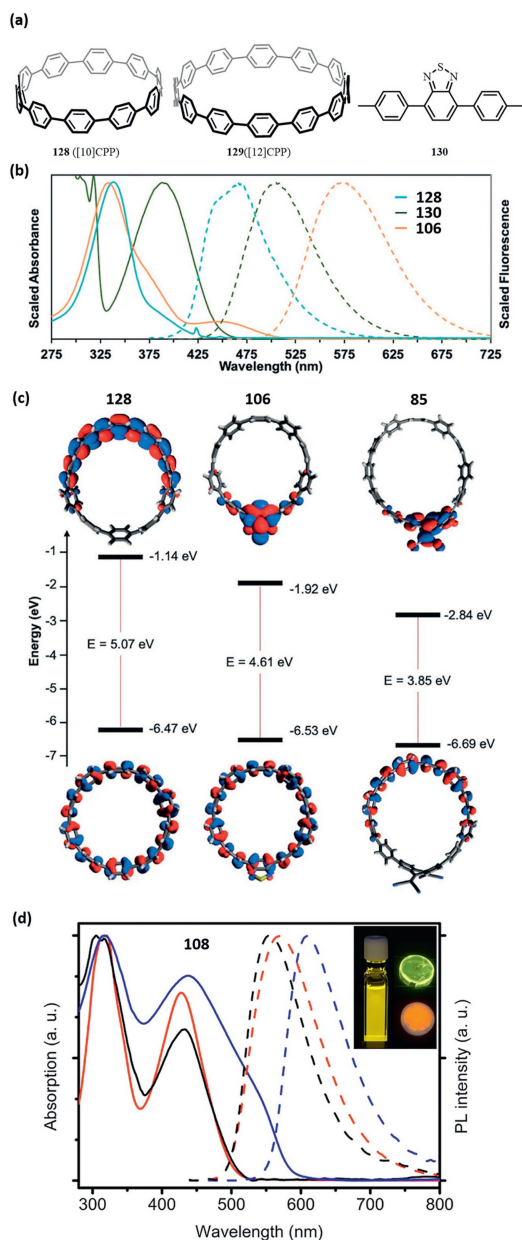 (a)
S
N N
128 ([10]CPP) 129([12]CPP) 130
(b)
Scaled Absorbance
Scaled Fluorescence
128
130
106
275 325 375 425 475 525 575 625 675 725
Wavelength (nm)
(c)
128 106 85
Energy (eV)
-1
-2
-3
-4
-5
-6
-7
-1.14 eV
-1.92 eV
-2.84 eV
E = 5.07 eV
E = 4.61 eV
E = 3.85 eV
-6.47 eV
-6.53 eV
-6.69 eV
(d)
108
Absorption (a. u.)
PL intensity (a. u.)
300 400 500 600 700 800
Wavelength (nm)